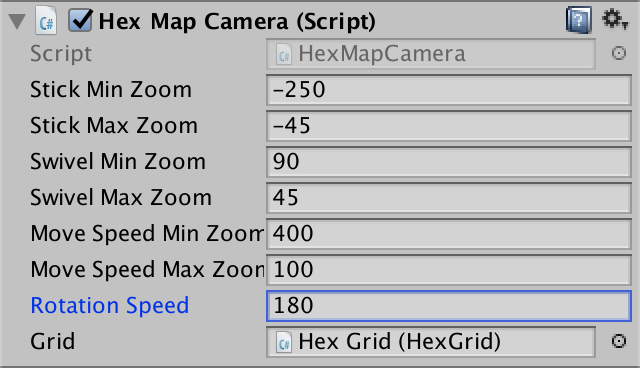 Hex Map Camera (Script)
Script HexMapCamera
Stick Min Zoom -250
Stick Max Zoom -45
Swivel Min Zoom 90
Swivel Max Zoom 45
Move Speed Min Zoom 400
Move Speed Max Zoom 100
Rotation Speed 180
Grid C# Hex Grid (HexGrid)